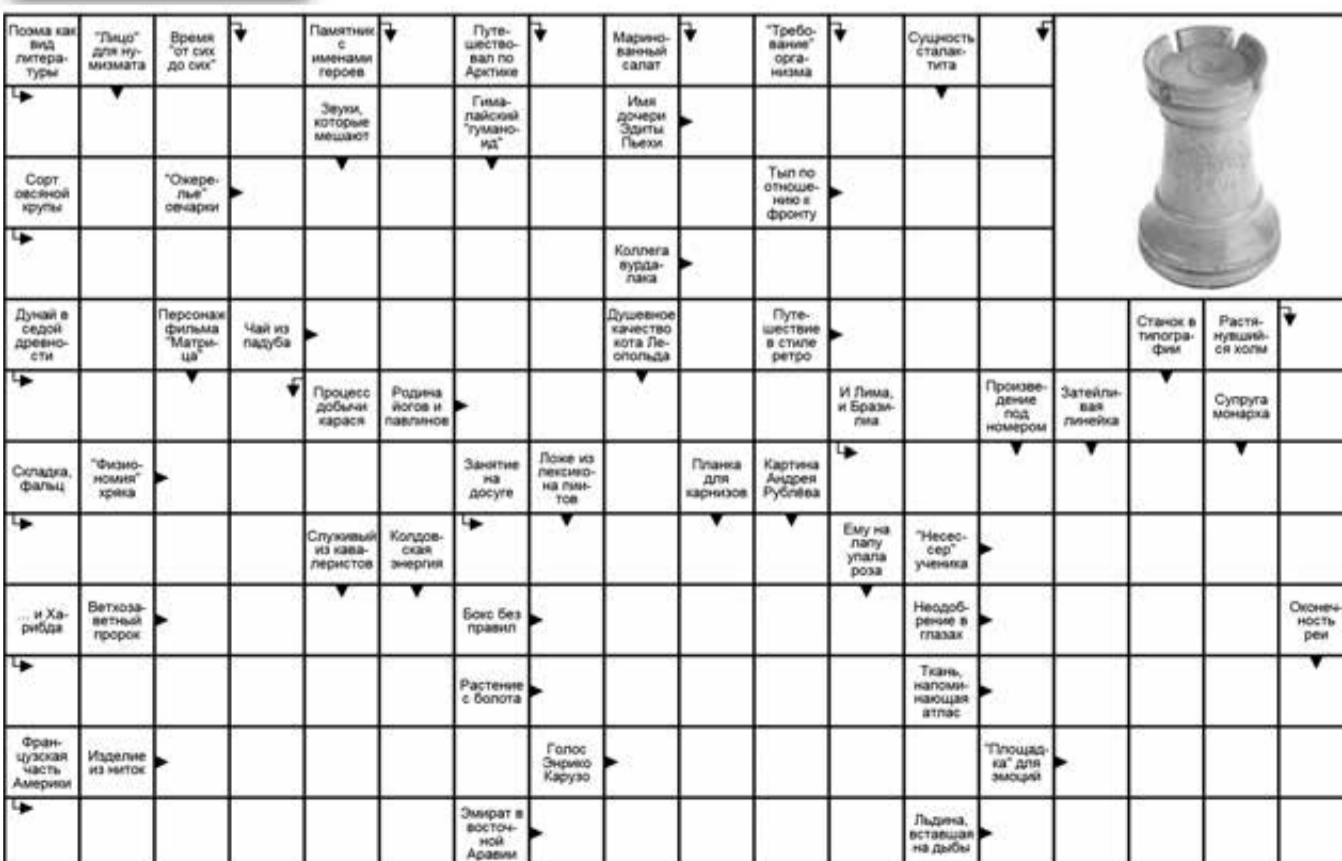 Поэма как
вид
литера-
туры
"Лицо"
для ну-
мизмата
Время
"от сих
до сих"
Памятник
с
именами
героев
Путе-
шество-
вал по
Арктике
Марино-
ванный
салат
"Требо-
вание"
орга-
низма
Сущность
сталак-
тита
Звуки,
которые
мешают
Гима-
лайский
"гумано-
ид"
Имя
дочери
Эдиты
Пьехи
Сорт
овсяной
крупы
"Ожере-
лье"
овчарки
Тыл по
отноше-
нию к
фронту
Коллега
вурда-
лака
Дунай в
седой
древно-
сти
Персонаж
фильма
"Матри-
ца"
Чай из
падуба
Душевное
качество
кота Ле-
опольда
Путе-
шествие
в стиле
ретро
Станок в
типогра-
фии
Растя-
нувший-
ся холм
Процесс
добычи
карася
Родина
йогов и
павлинов
И Лима,
и Брази-
лиа
Произве-
дение
под
номером
Затейли-
вая
линейка
Супруга
монарха
Складка,
фальц
"Физио-
номия"
хряка
Занятие
на
досуге
Ложе из
лексико-
на пии-
тов
Планка
для
карнизов
Картина
Андрея
Рублёва
Служивый
из кава-
леристов
Колдов-
ская
энергия
Ему на
лапу
упала
роза
"Несес-
сер"
ученика
... и Ха-
рибда
Ветхоза-
ветный
пророк
Бокс без
правил
Неодоб-
рение в
глазах
Оконеч-
ность
реи
Растение
с болота
Ткань,
напоми-
нающая
атлас
Фран-
цузская
часть
Америки
Изделие
из ниток
Голос
Энрико
Карузо
"Площад-
ка" для
эмоций
Эмират в
восточ-
ной
Аравии
Льдина,
вставшая
на дыбы